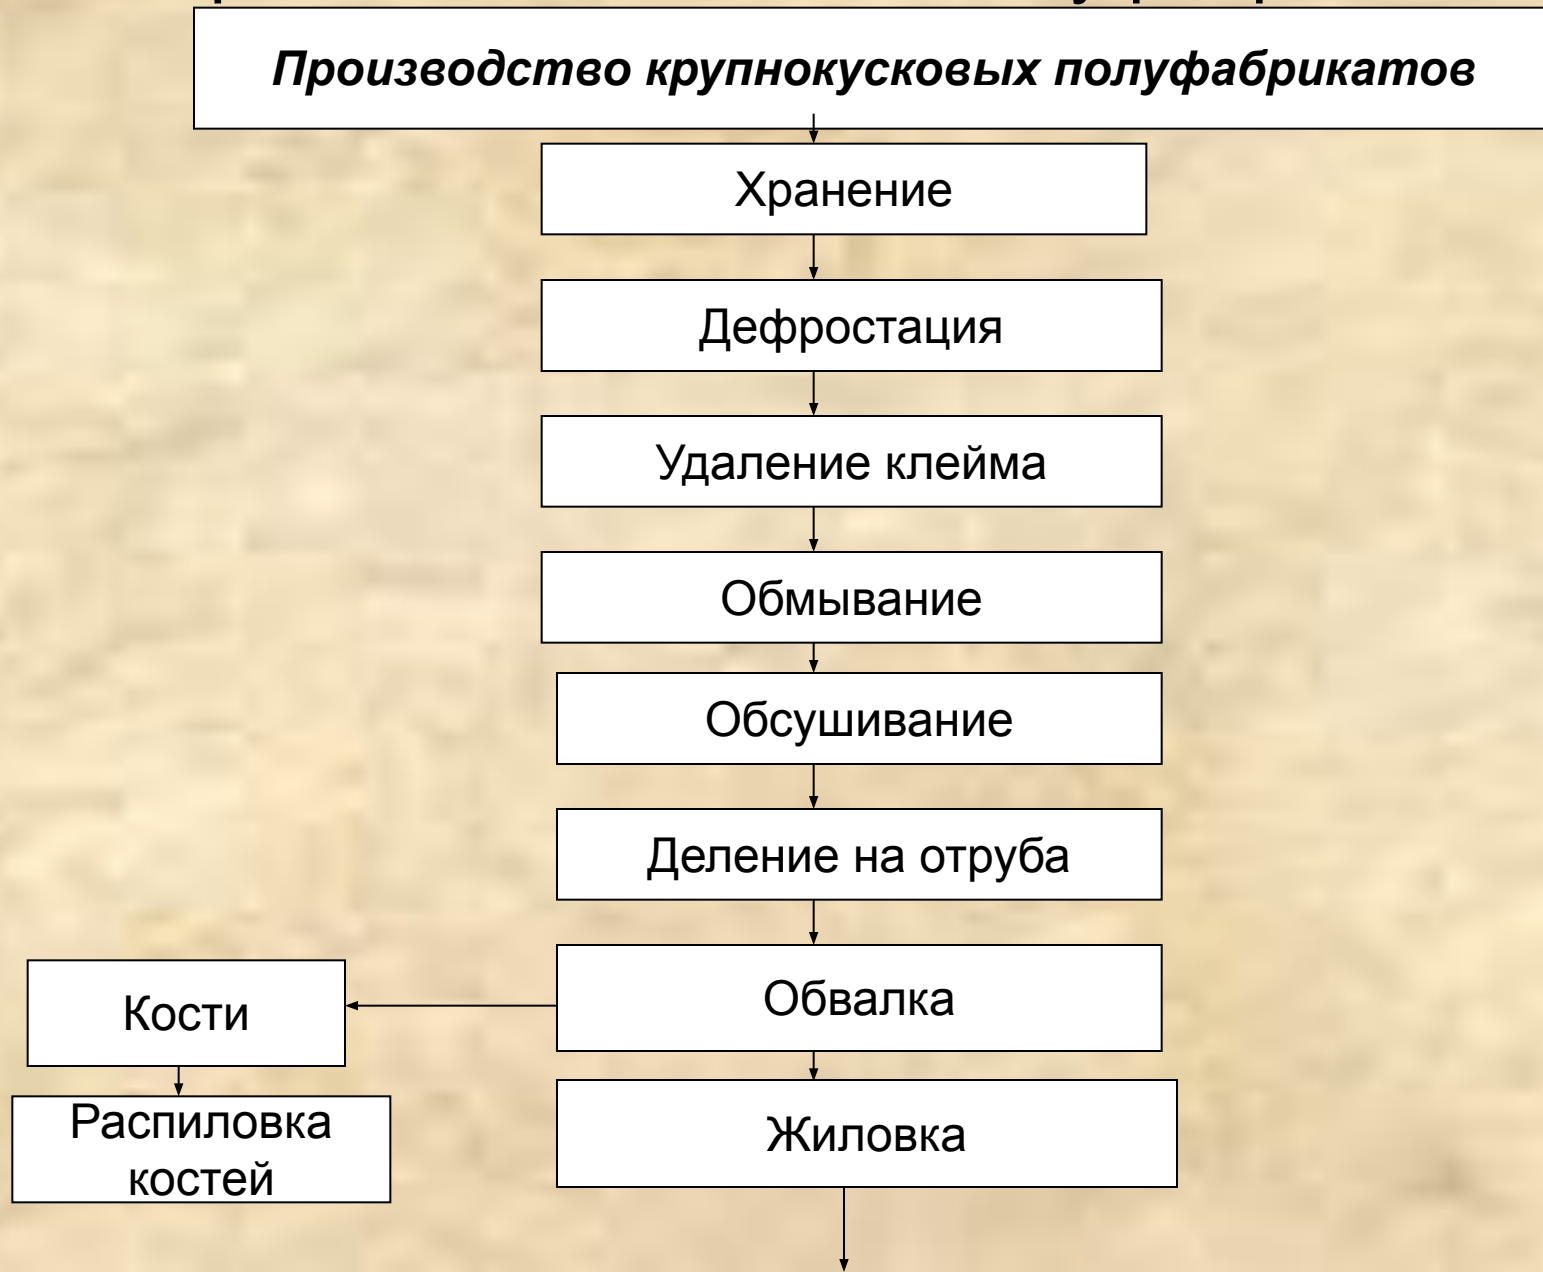 Производство крупнокусковых полуфабрикатов
Хранение
Дефростация
Удаление клейма
Обмывание
Обсушивание
Деление на отруба
Обвалка
Кости
Распиловка
костей
Жиловка